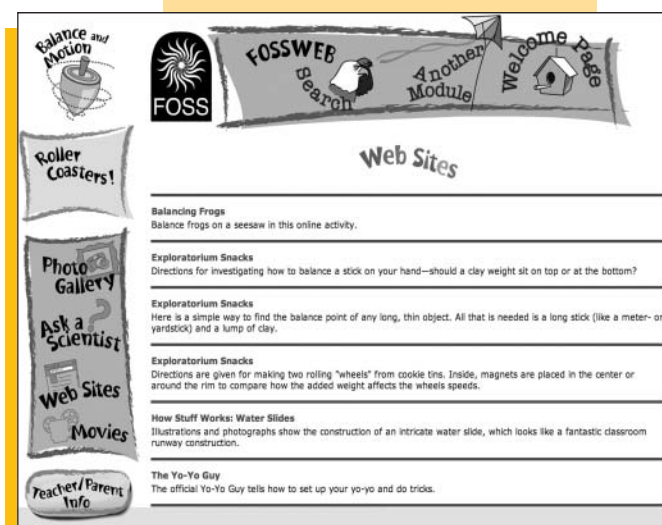 Balance and
Motion
FOSS
FOSSWEB
Search
Another
Module
Welcome Page
Roller
Coasters!
Web Sites
Balancing Frogs
Balance frogs on a seesaw in this online activity.
Exploratorium Snacks
Directions for investigating how to balance a stick on your hand—should a clay weight sit on top or at the bottom?
Exploratorium Snacks
Here is a simple way to find the balance point of any long, thin object. All that is needed is a long stick (like a meter- or
yardstick) and a lump of clay.
Exploratorium Snacks
Directions are given for making two rolling "wheels" from cookie tins. Inside, magnets are placed in the center or
around the rim to compare how the added weight affects the wheels speeds.
How Stuff Works: Water Slides
Illustrations and photographs show the construction of an intricate water slide, which looks like a fantastic classroom
runway construction.
The Yo-Yo Guy
The official Yo-Yo Guy tells how to set up your yo-yo and do tricks.
Photo
Gallery
Ask a
Scientist
Web Sites
Movies
Teacher/Parent
Info